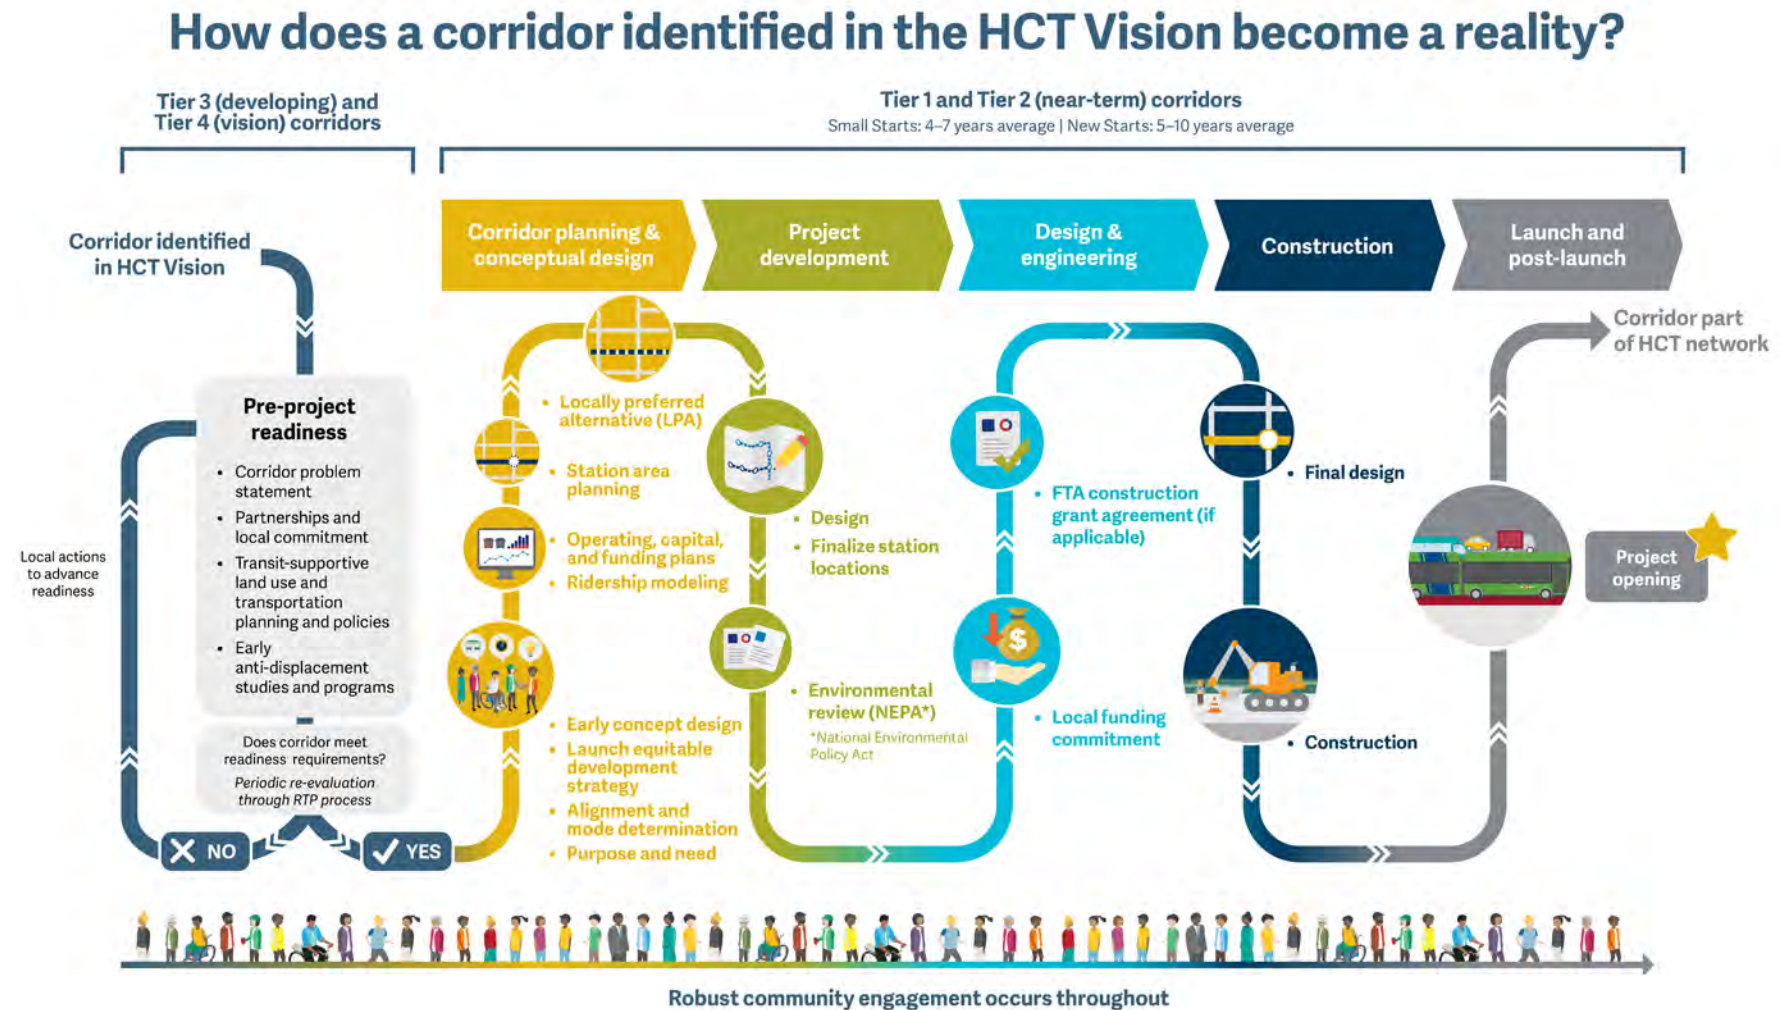 How does a corridor identified in the HCT Vision become a reality?
Tier 3 (developing) and
Tier 4 (vision) corridors
Tier 1 and Tier 2 (near-term) corridors
Small Starts: 4–7 years average | New Starts: 5–10 years average
Corridor identified
in HCT Vision
Pre-project
readiness
• Corridor problem
statement
• Partnerships and
local commitment
• Transit-supportive
land use and
transportation
planning and policies
• Early
anti-displacement
studies and programs
Local actions
to advance
readiness
Does corridor meet
readiness requirements?
Periodic re-evaluation
through RTP process
NO
YES
Corridor planning &
conceptual design
• Locally preferred
alternative (LPA)
• Station area
planning
• Operating, capital,
and funding plans
• Ridership modeling
• Early concept design
• Launch equitable
development
strategy
• Alignment and
mode determination
• Purpose and need
Project
development
• Design
• Finalize station
locations
• Environmental
review (NEPA*)
*National Environmental
Policy Act
Design &
engineering
• FTA construction
grant agreement (if
applicable)
• Local funding
commitment
Construction
• Final design
• Construction
Launch and
post-launch
Corridor part
of HCT network
Project
opening
Robust community engagement occurs throughout